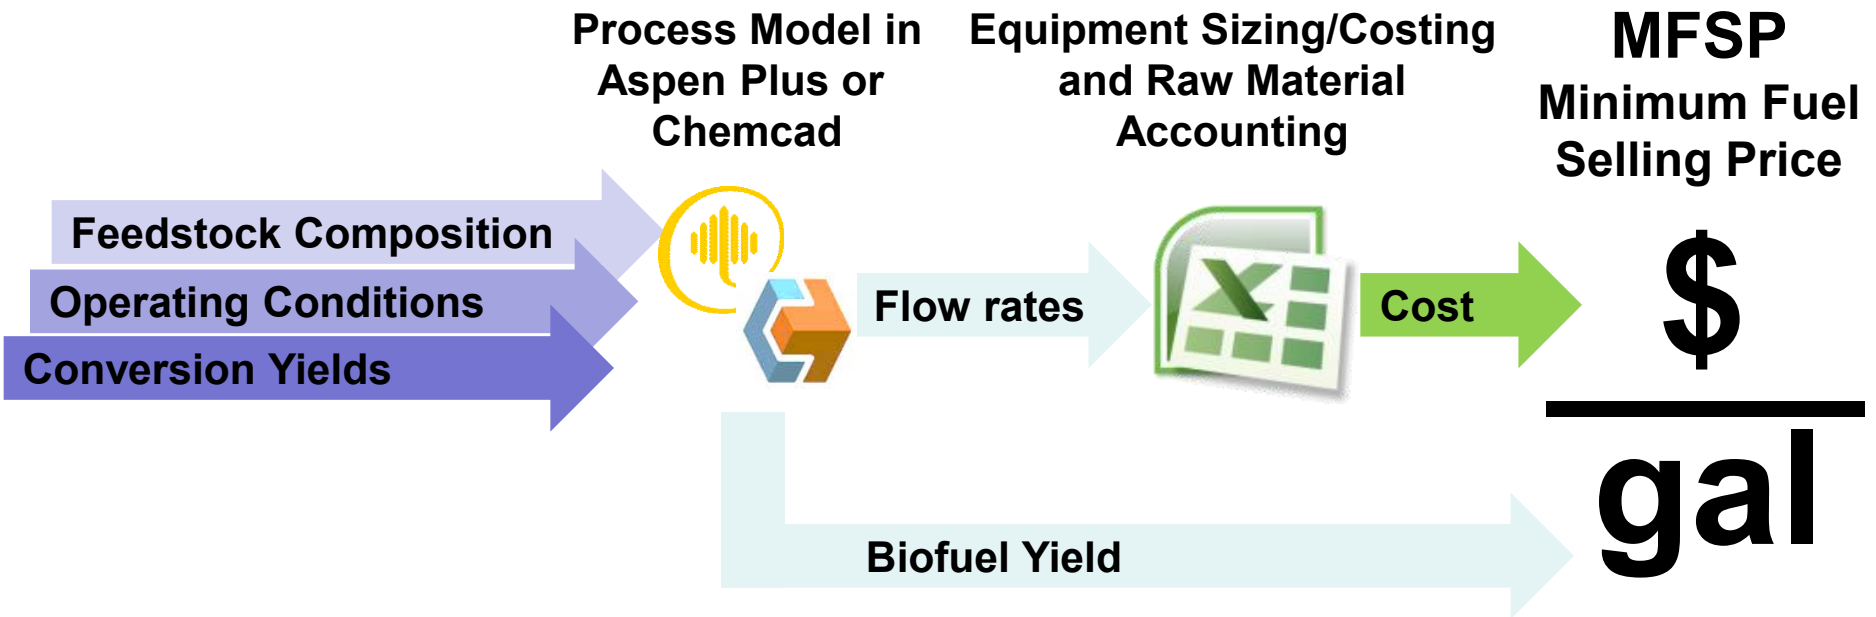 Process Model in
Aspen Plus or
Chemcad
Equipment Sizing/Costing
and Raw Material
Accounting
MFSP
Minimum Fuel
Selling Price
Feedstock Composition
Operating Conditions
Conversion Yields
Flow rates
X
Cost
$
gal
Biofuel Yield